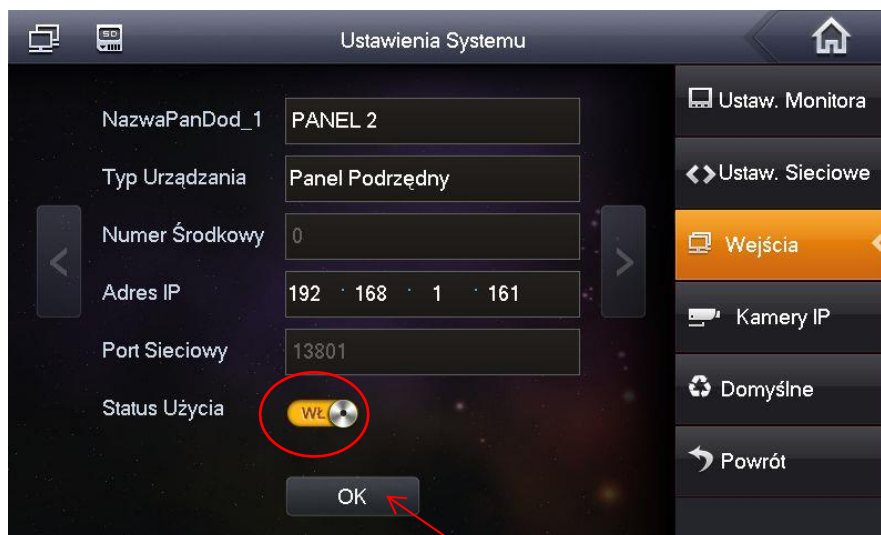 SD
Ustawienia Systemu
NazwaPanDod_1 PANEL 2
Typ Urządzania Panel Podrzędny
Numer Środkowy 0
Adres IP 192 · 168 · 1 · 161
Port Sieciowy 13801
Status Użycia WŁ
OK
Ustaw. Monitora
Ustaw. Sieciowe
Wejścia
Kamery IP
Domyślne
Powrót